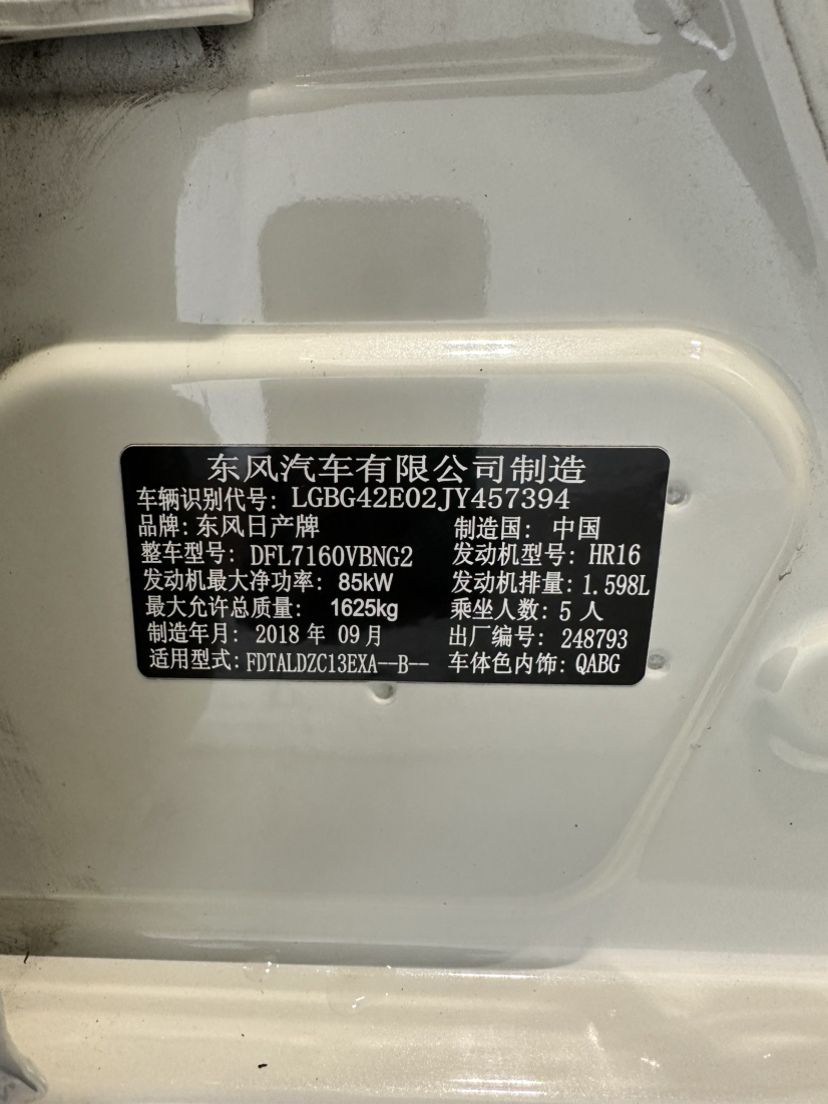 东风汽车有限公司制造
车辆识别代号: LGBG42E02JY457394
品牌: 东风日产牌 制造国: 中国
整车型号: DFL7160VBNG2 发动机型号: HR16
发动机最大净功率: 85kW 发动机排量: 1.598L
最大允许总质量: 1625kg 乘坐人数: 5 人
制造年月: 2018 年 09 月 出厂编号: 248793
适用型式: FDTALDZC13EXA--B-- 车体色内饰: QABG